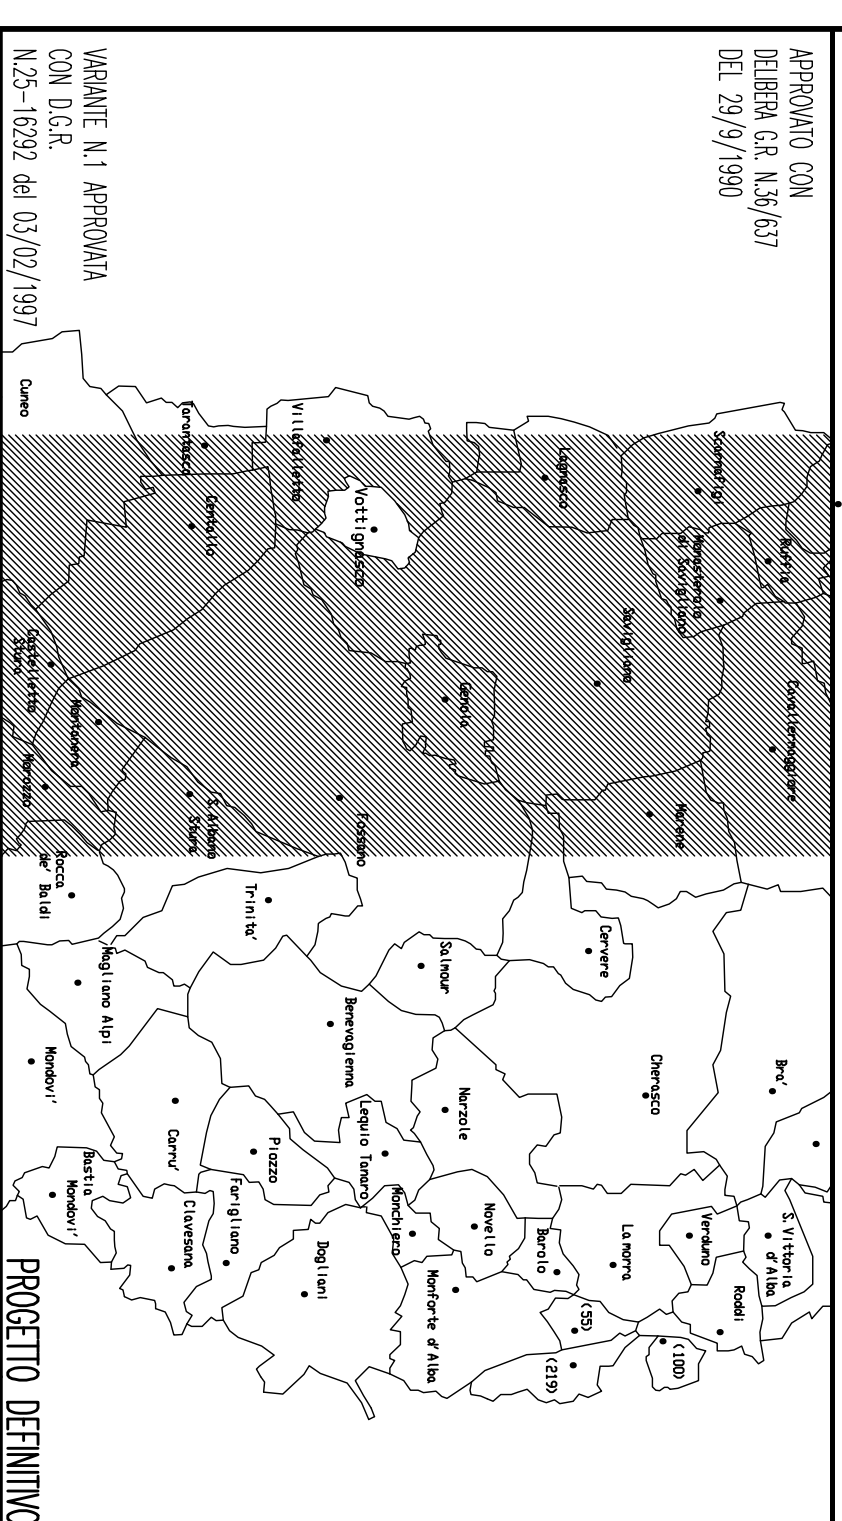 APPROVATO CON
DELIBERA G.R. N.36/637
DEL 29/9/1990
VARIANTE N.1 APPROVATA
CON D.G.R.
N.25-16292 del 03/02/1997
Cuneo
Tarantasca
Villafalletto
Lagnasco
Scarnafigi
Centallo
Vottignasco
Monasterolo
di Savigliano
Ruffia
Castelletto
Stura
Montanera
Genola
Savigliano
Cavallermaggiore
Morozzo
S. Albano
Stura
Fossano
Marene
Rocca
de' Baldi
Trinita'
Cervere
Magliano Alpi
Salmour
Benevagienna
Mondovi'
Narzole
Cherasco
Bra'
Carru'
Piozzo
Lequio Tanaro
Bastia
Mondovi'
Clavesana
Farigliano
Monchiero
Novello
Dogliani
Barolo
La morra
Verduno
S. Vittoria
d' Alba
Monforte d' Alba
Roddi
(55)
(219)
(100)
PROGETTO DEFINITIVO